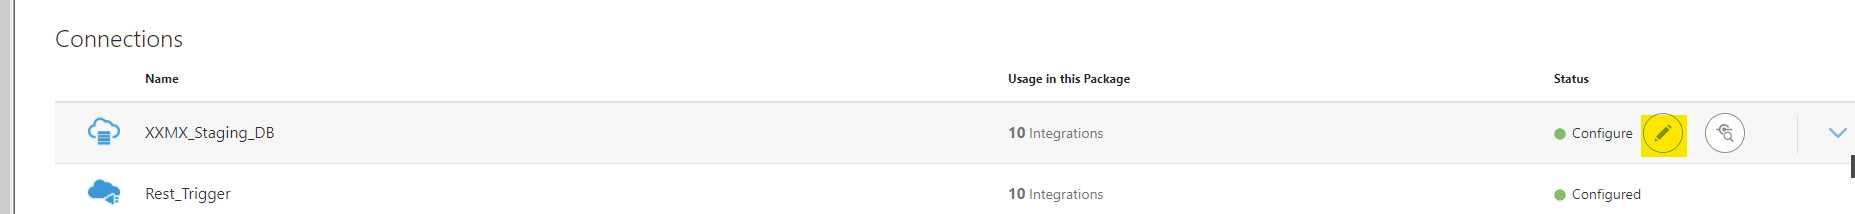 Connections
Name Usage in this Package Status
XXMX_Staging_DB 10 Integrations Configure
Rest_Trigger 10 Integrations Configured